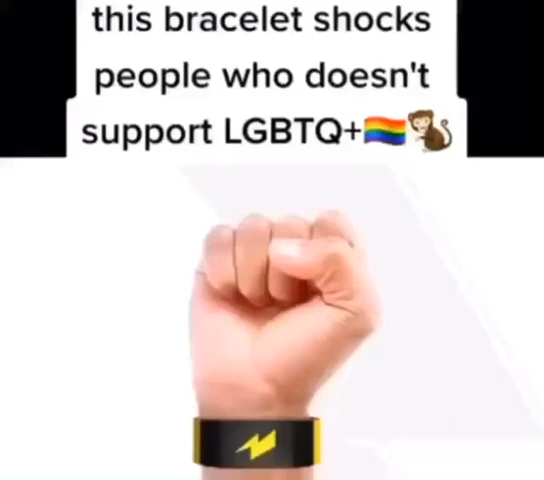 this bracelet shocks
people who doesn't
support LGBTQ+🏳️‍🌈🐒